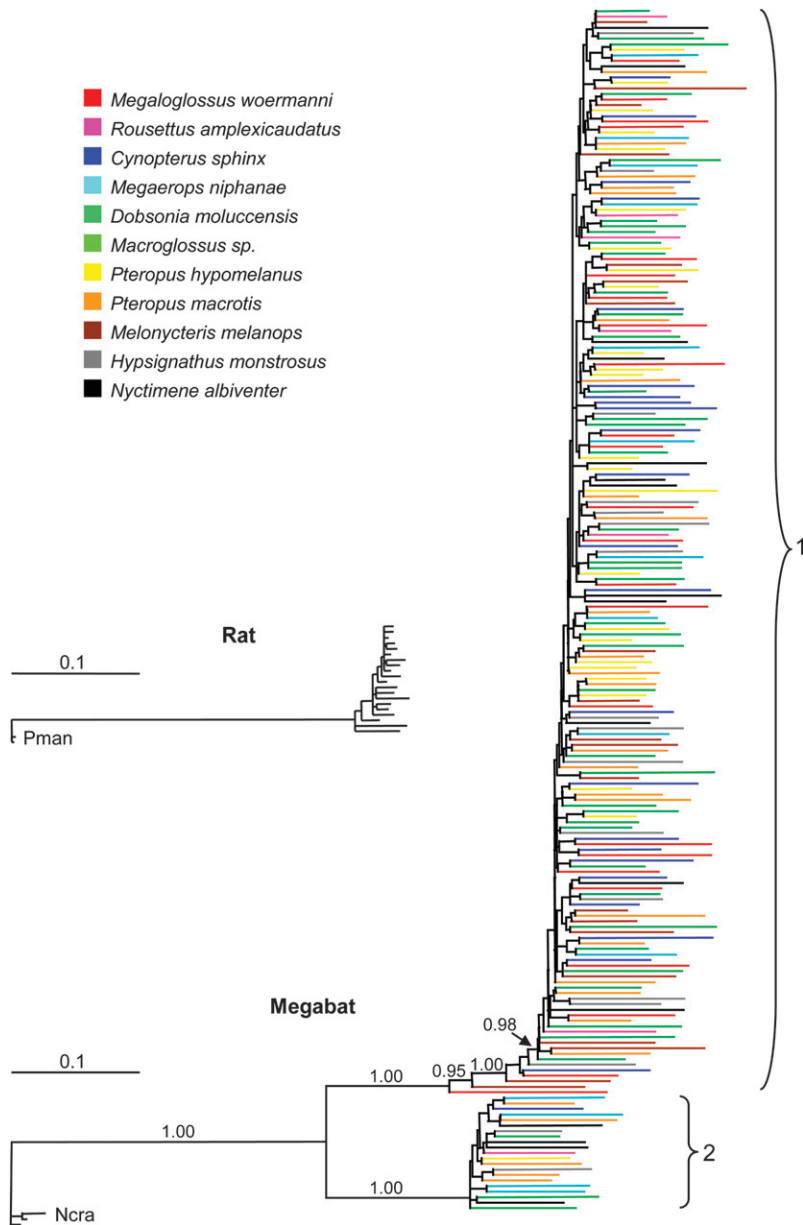 Megaloglossus woermanni
Rousettus amplexicaudatus
Cynopterus sphinx
Megaerops niphanae
Dobsonia moluccensis
Macroglossus sp.
Pteropus hypomelanus
Pteropus macrotis
Melonycteris melanops
Hypsignathus monstrosus
Nyctimene albiventer
1
Rat
0.1
Pman
Megabat
0.98
0.1
0.95
1.00
1.00
1.00
2
1.00
Ncra